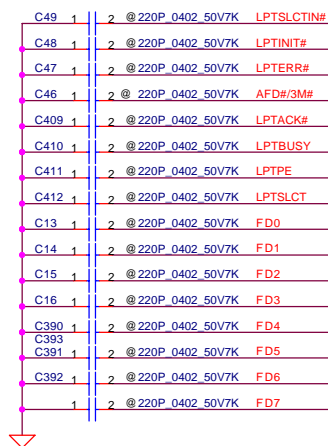 C49 1 2 @220P_0402_50V7K LPTSLCTIN#
C48 1 2 @220P_0402_50V7K LPTINIT#
C47 1 2 @220P_0402_50V7K LPTERR#
C46 1 2 @ 220P_0402_50V7K AFD#/3M#
C409 1 2 @220P_0402_50V7K LPTACK#
C410 1 2 @220P_0402_50V7K LPTBUSY
C411 1 2 @220P_0402_50V7K LPTPE
C412 1 2 @220P_0402_50V7K LPTSLCT
C13 1 2 @220P_0402_50V7K FD0
C14 1 2 @220P_0402_50V7K FD1
C15 1 2 @220P_0402_50V7K FD2
C16 1 2 @220P_0402_50V7K FD3
C390 1 2 @220P_0402_50V7K FD4
C393
C391 1 2 @220P_0402_50V7K FD5
C392 1 2 @220P_0402_50V7K FD6
1 2 @220P_0402_50V7K FD7